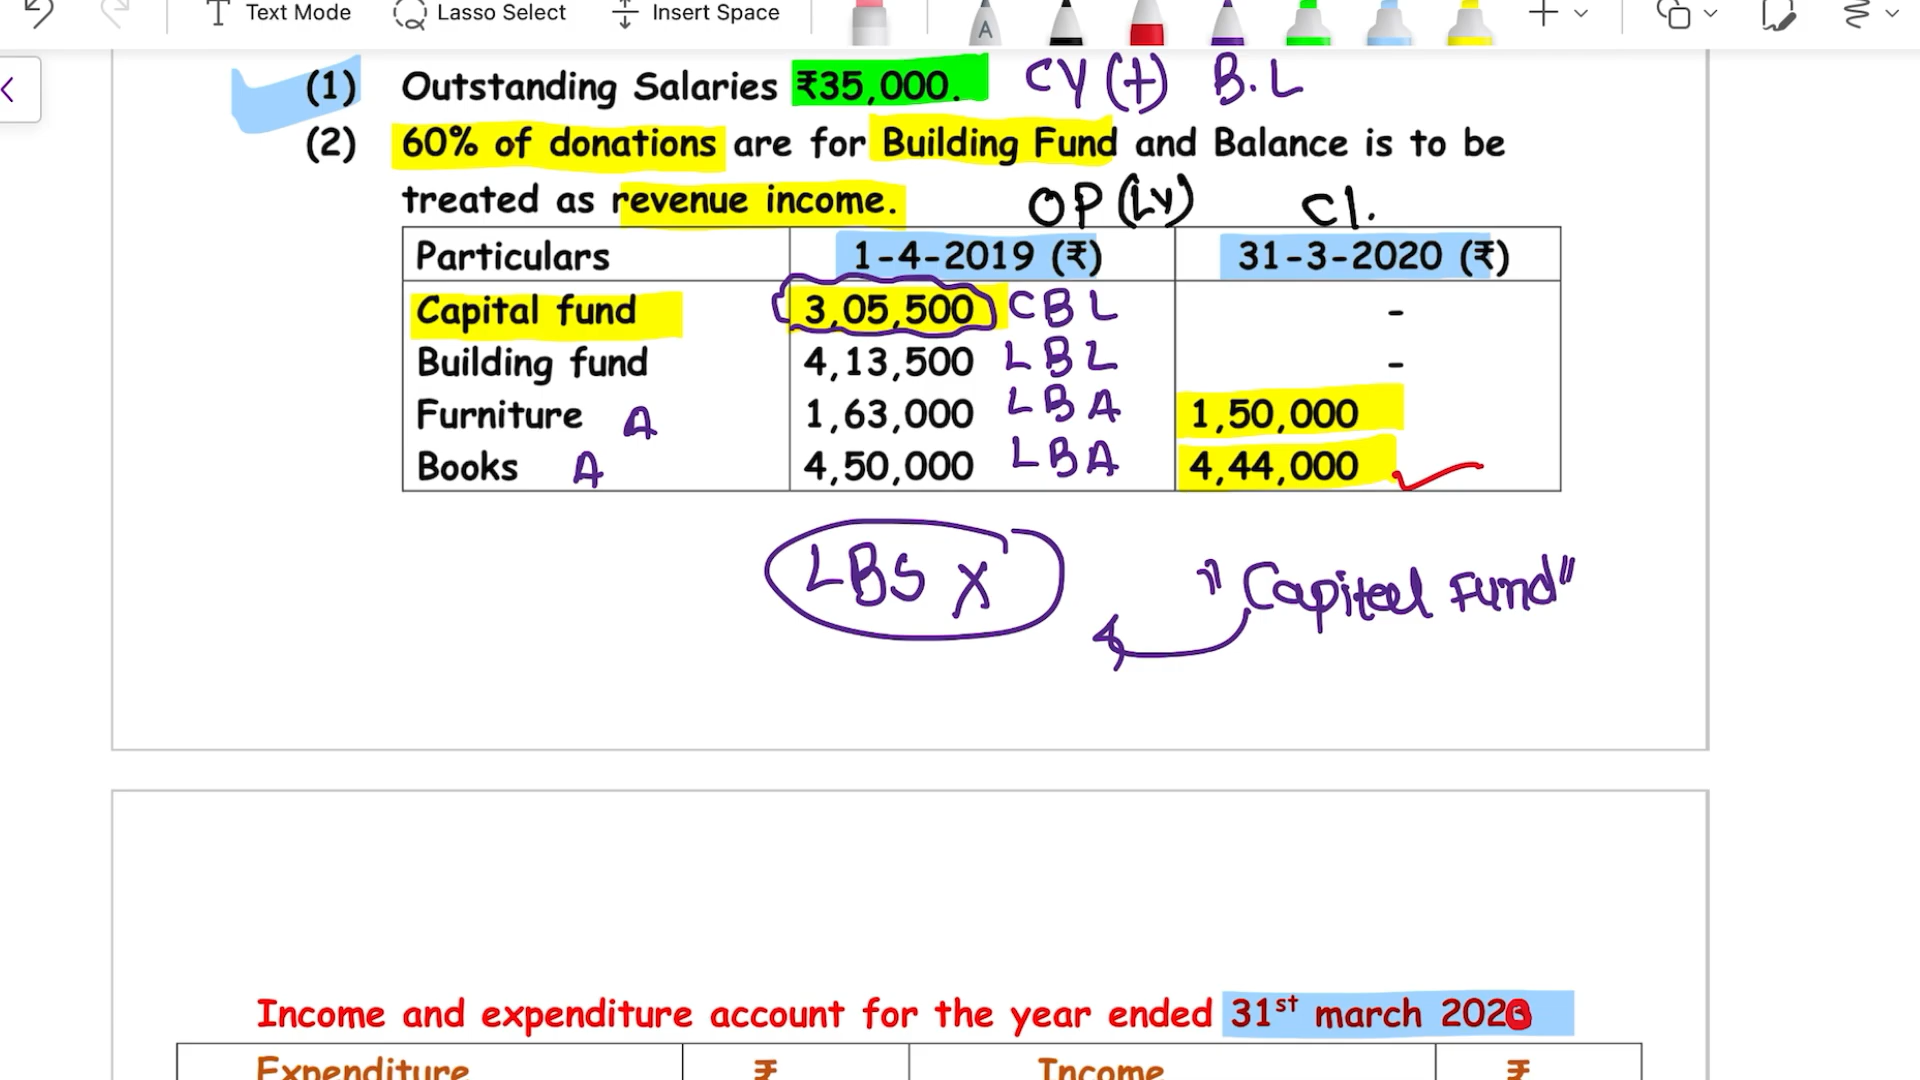 Text Mode Lasso Select Insert Space
A
(1) Outstanding Salaries ₹35,000. CY (+) B.L
(2) 60% of donations are for Building Fund and Balance is to be
treated as revenue income. OP (LY) Cl.
Particulars 1-4-2019 (₹) 31-3-2020 (₹)
Capital fund 3,05,500 CBL -
Building fund 4,13,500 LBL -
Furniture A 1,63,000 LBA 1,50,000
Books A 4,50,000 LBA 4,44,000
LBS X "Capital Fund"
Income and expenditure account for the year ended 31st march 2020
Expenditure ₹ Income ₹